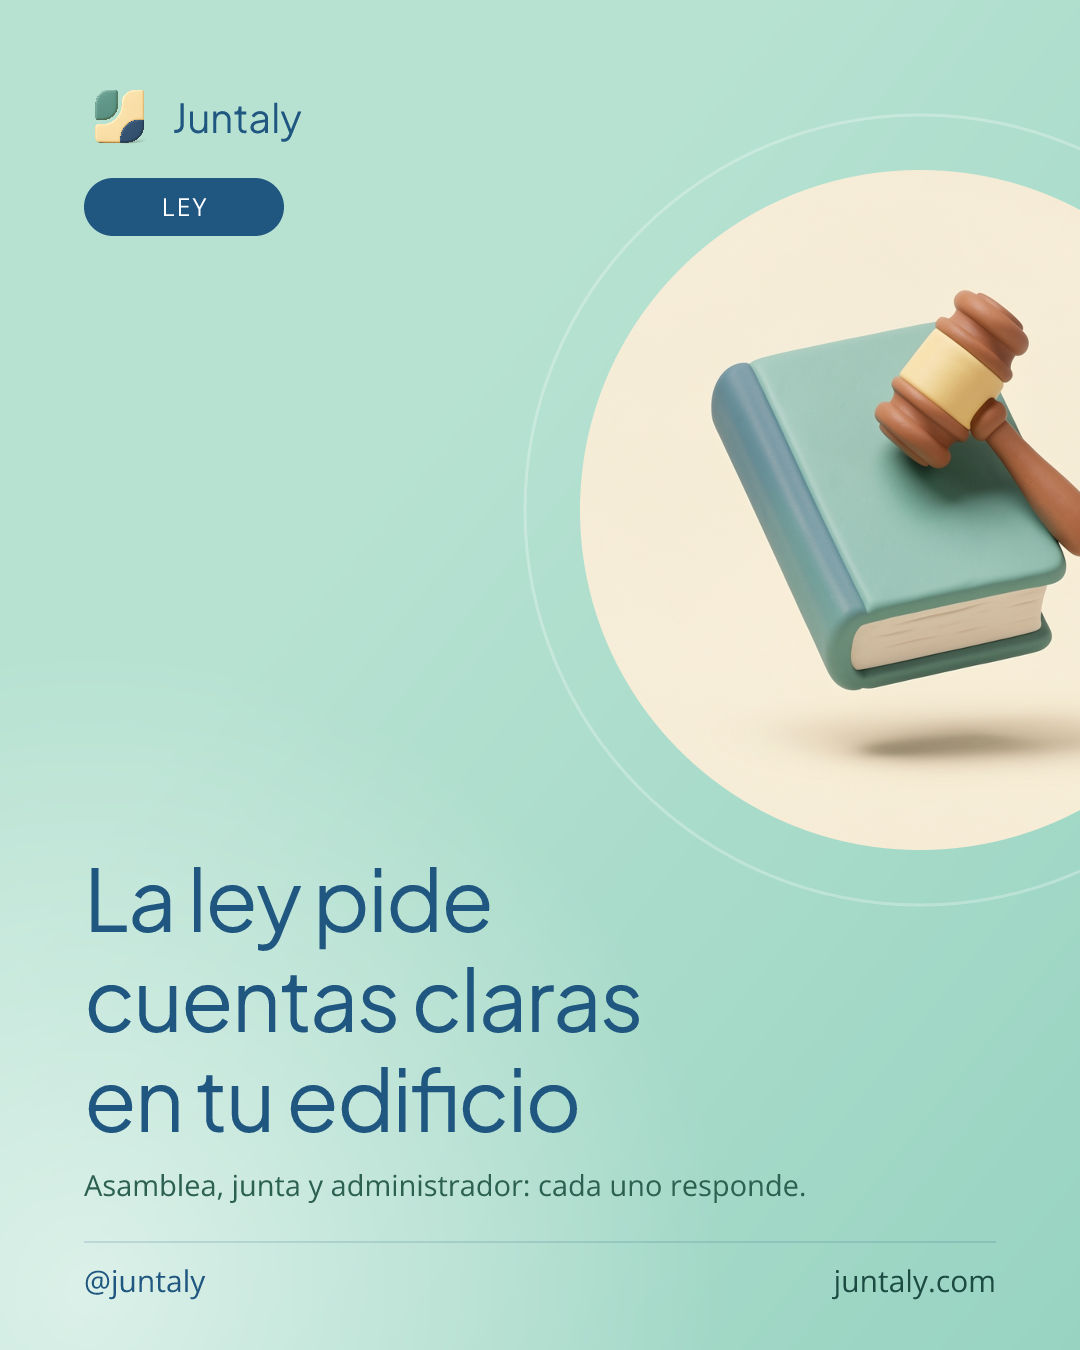 Juntaly
LEY
La ley pide
cuentas claras
en tu edificio
Asamblea, junta y administrador: cada uno responde.
@juntaly
juntaly.com